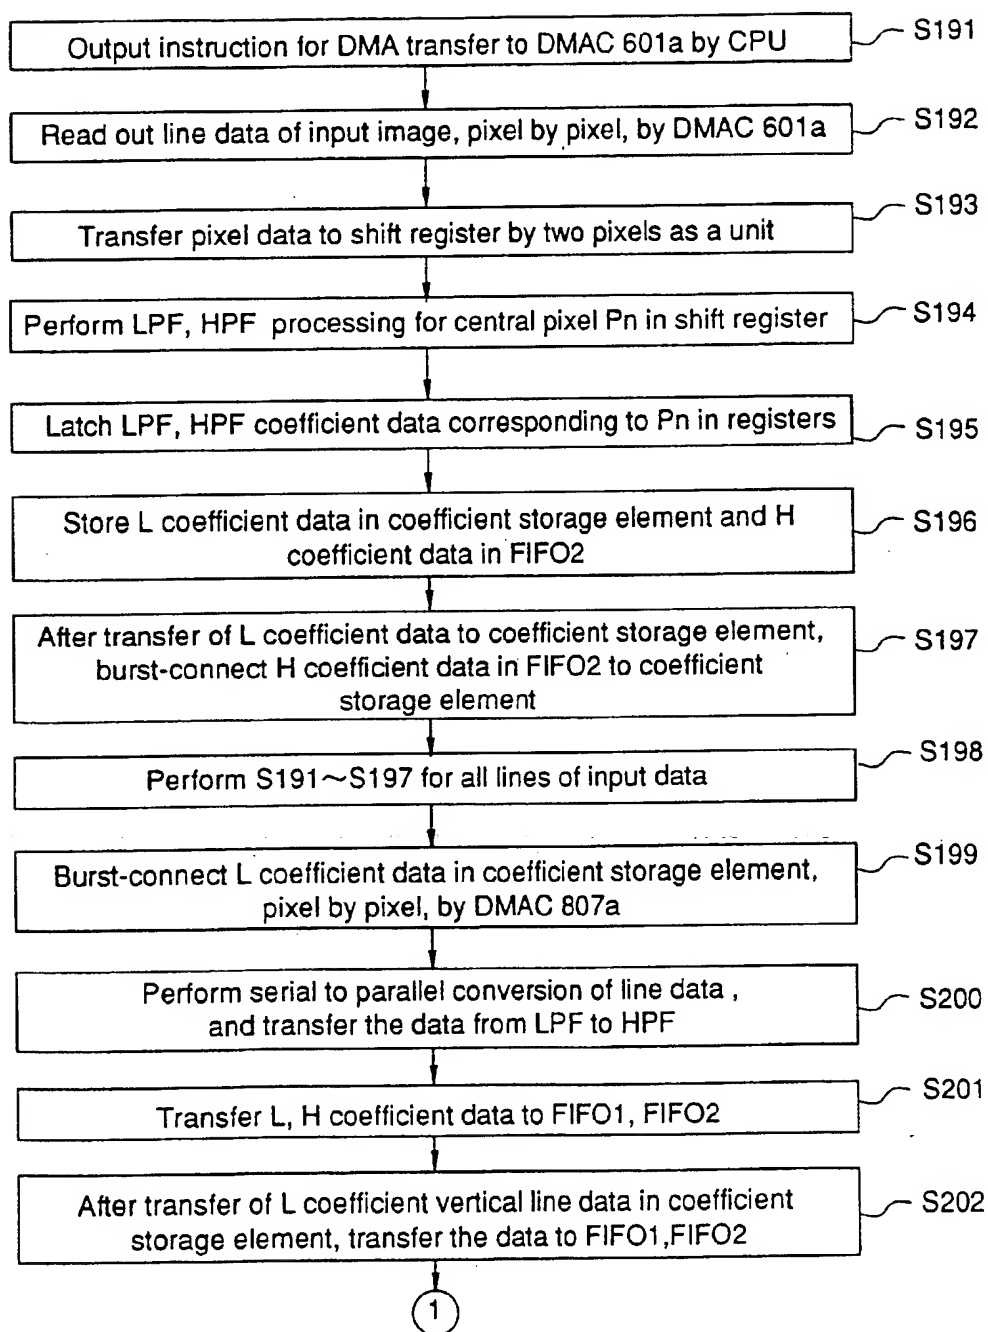 Output instruction for DMA transfer to DMAC 601a by CPU
S191
Read out line data of input image, pixel by pixel, by DMAC 601a
S192
Transfer pixel data to shift register by two pixels as a unit
S193
Perform LPF, HPF processing for central pixel Pn in shift register
S194
Latch LPF, HPF coefficient data corresponding to Pn in registers
S195
Store L coefficient data in coefficient storage element and H
coefficient data in FIFO2
S196
After transfer of L coefficient data to coefficient storage element,
burst-connect H coefficient data in FIFO2 to coefficient
storage element
S197
Perform S191~S197 for all lines of input data
S198
Burst-connect L coefficient data in coefficient storage element,
pixel by pixel, by DMAC 807a
S199
Perform serial to parallel conversion of line data ,
and transfer the data from LPF to HPF
S200
Transfer L, H coefficient data to FIFO1, FIFO2
S201
After transfer of L coefficient vertical line data in coefficient
storage element, transfer the data to FIFO1,FIFO2
S202
1